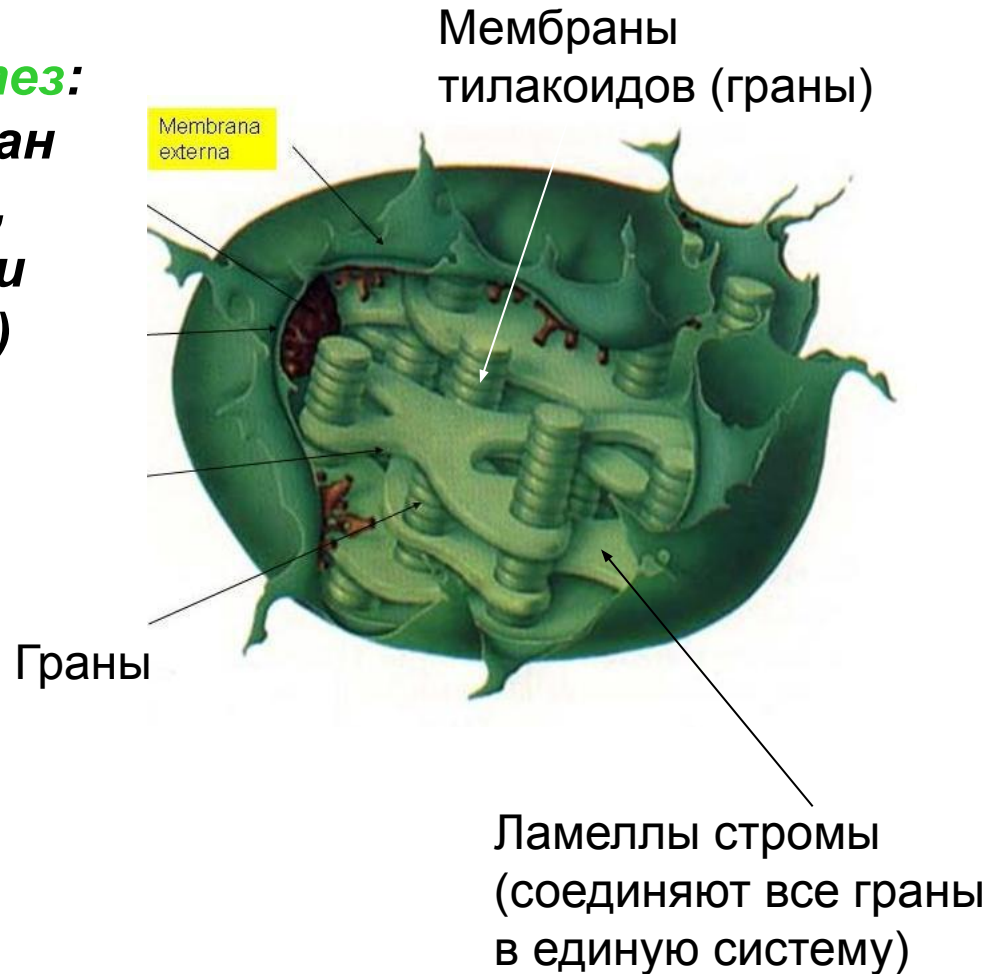 Мембраны
тилакоидов (граны)
Membrana
externa
Граны
Ламеллы стромы
(соединяют все граны
в единую систему)